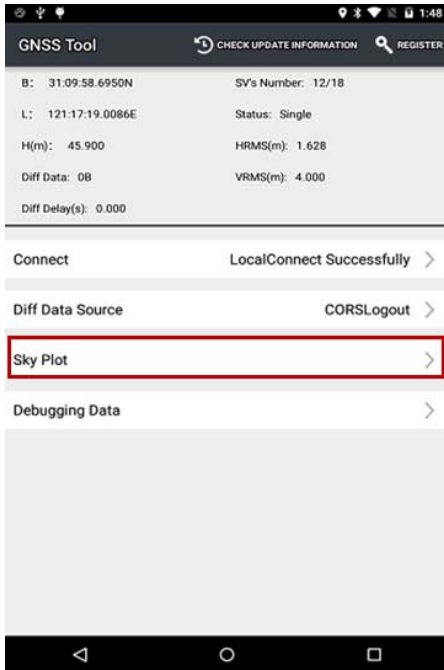 1:48
GNSS Tool CHECK UPDATE INFORMATION REGISTER
B: 31:09:58.6950N SV's Number: 12/18
L: 121:17:19.0086E Status: Single
H(m): 45.900 HRMS(m): 1.628
Diff Data: 0B VRMS(m): 4.000
Diff Delay(s): 0.000
Connect LocalConnect Successfully
Diff Data Source CORSLogout
Sky Plot
Debugging Data